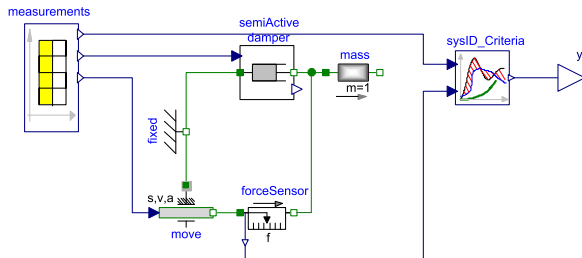 measurements
semiActive
damper
mass
m=1
sysID_Criteria
y
fixed
s,v,a
move
forceSensor
f